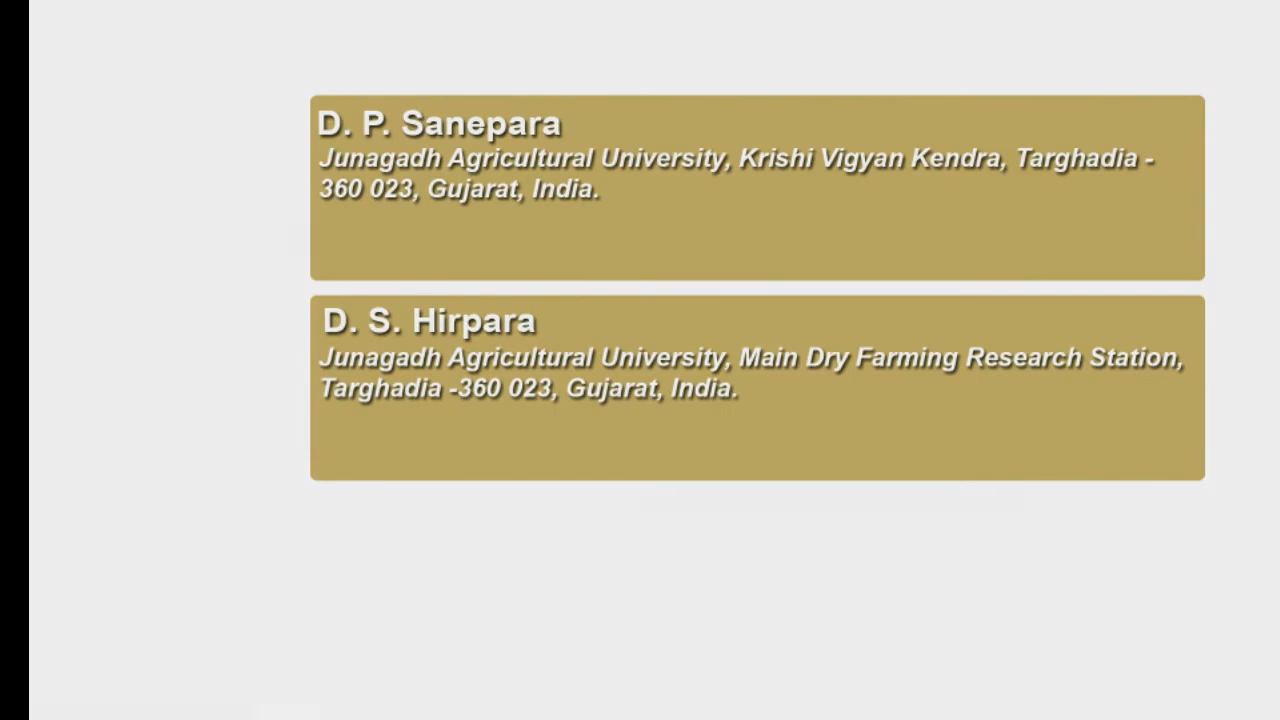 D. P. Sanepara
Junagadh Agricultural University, Krishi Vigyan Kendra, Targhadia -
360 023, Gujarat, India.
D. S. Hirpara
Junagadh Agricultural University, Main Dry Farming Research Station,
Targhadia -360 023, Gujarat, India.